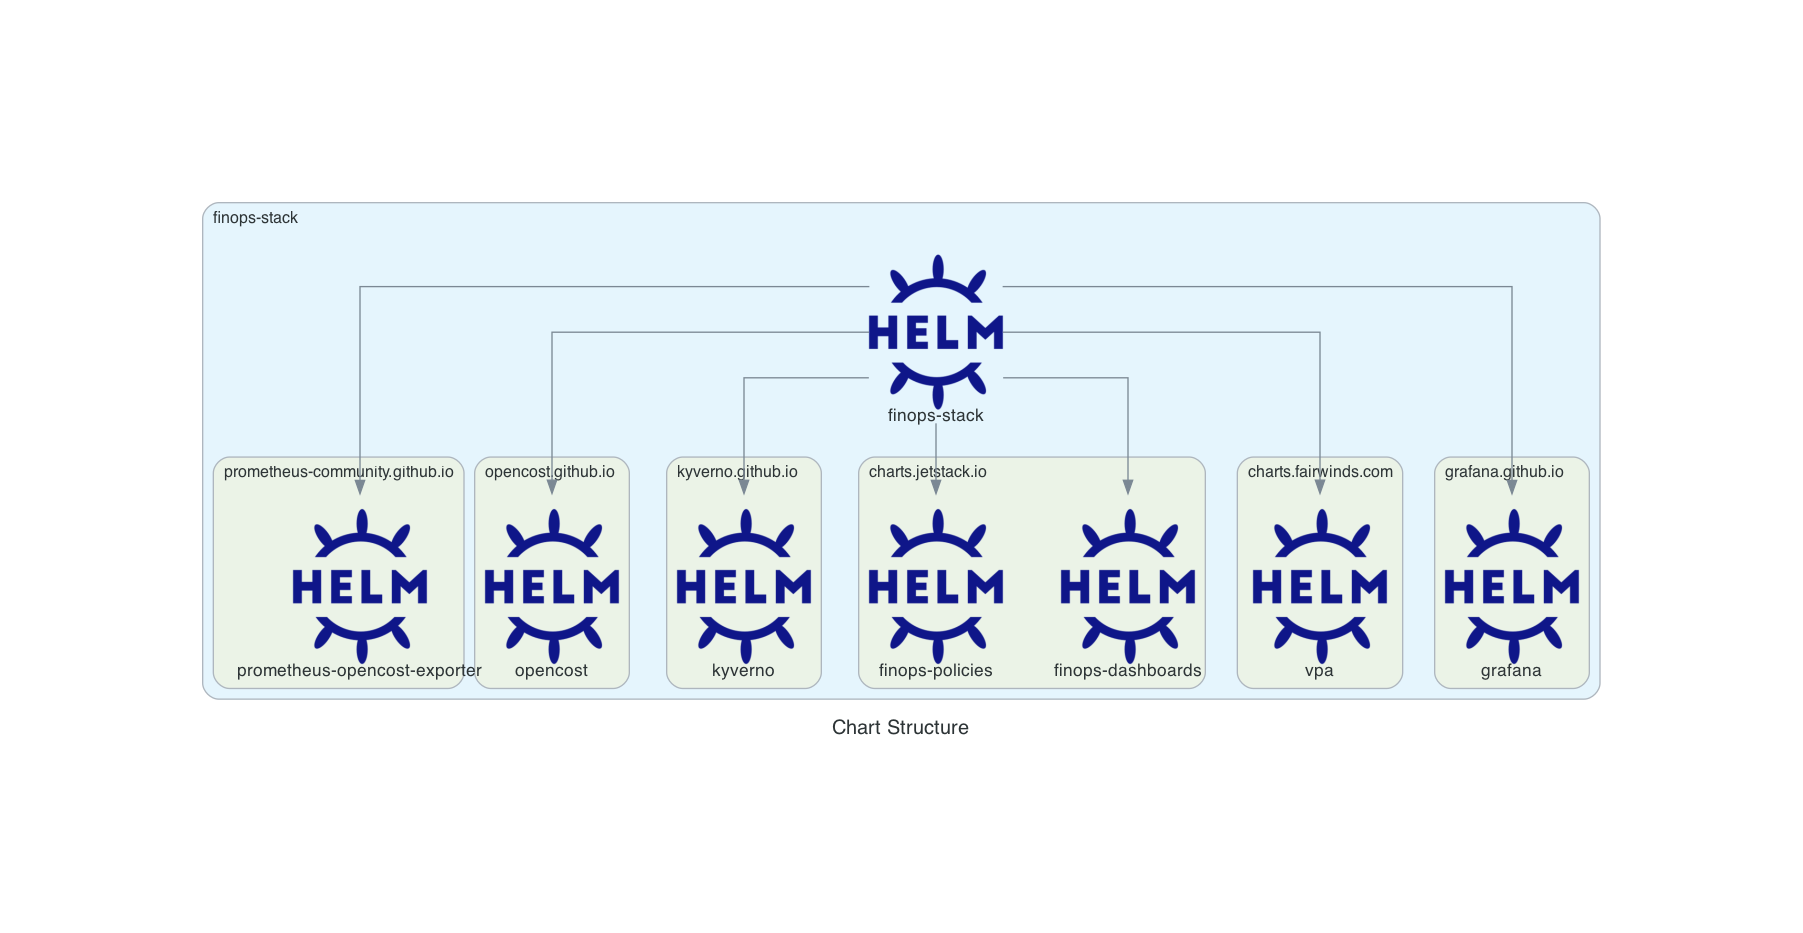 finops-stack
HELM
finops-stack
prometheus-community.github.io
opencost.github.io
kyverno.github.io
charts.jetstack.io
charts.fairwinds.com
grafana.github.io
HELM
HELM
HELM
HELM
HELM
HELM
HELM
prometheus-opencost-exporter
opencost
kyverno
finops-policies
finops-dashboards
vpa
grafana
Chart Structure